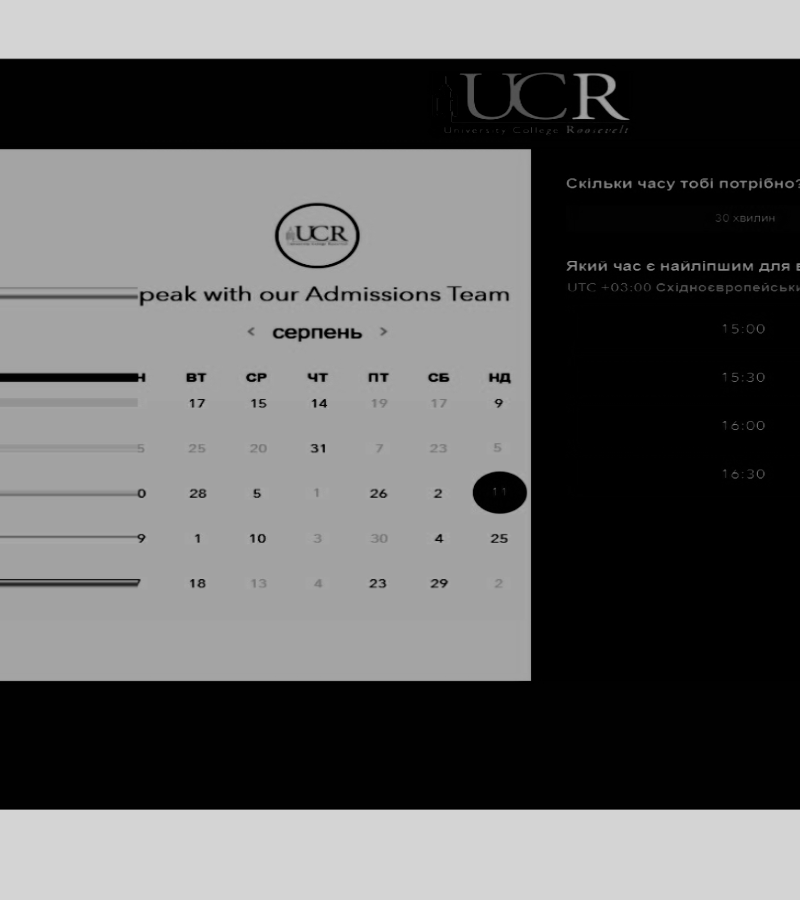 UCR
University College Roosevelt
UCR
peak with our Admissions Team
< серпень >
Н ВТ СР ЧТ ПТ СБ НД
17 15 14 19 17 9
5 25 20 31 7 23 5
0 28 5 1 26 2 11
9 1 10 3 30 4 25
7 18 13 4 23 29 2
Скільки часу тобі потрібно?
30 хвилин
Який час є найліпшим для в
UTC +03:00 Східноєвропейськи
15:00
15:30
16:00
16:30